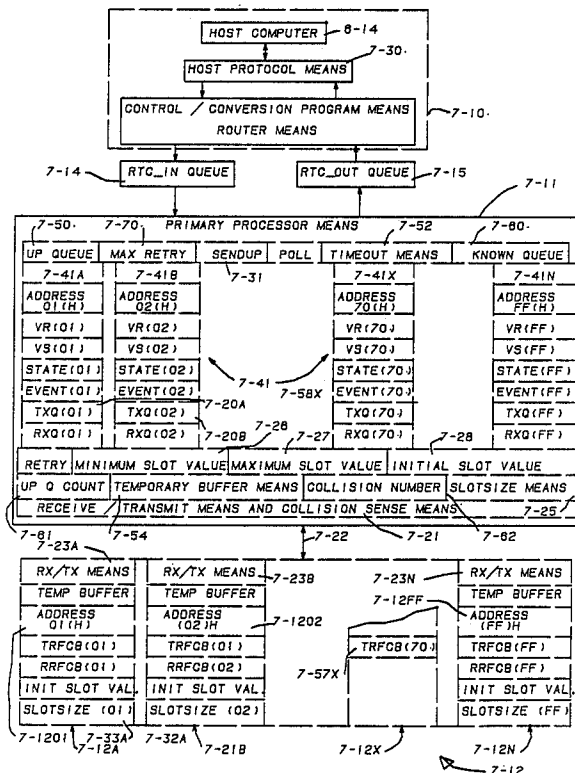 HOST COMPUTER 6-14
7-30.
HOST PROTOCOL MEANS
CONTROL / CONVERSION PROGRAM MEANS
ROUTER MEANS
7-10.
7-14 RTC_IN QUEUE RTC_OUT QUEUE 7-15
7-11
PRIMARY PROCESSOR MEANS
7-50. 7-70. 7-52 7-60.
UP QUEUE MAX RETRY SENDUP POLL TIMEOUT MEANS KNOWN QUEUE
7-41A 7-41B 7-31 7-41X 7-41N
ADDRESS 01(H) ADDRESS 02(H) ADDRESS 70(H) ADDRESS FF(H)
VR(01) VR(02) VR(70) VR(FF)
VS(01) VS(02) VS(70) VS(FF)
STATE(01) STATE(02) 7-41 STATE(70) STATE(FF)
EVENT(01) EVENT(02) 7-58X EVENT(70) EVENT(FF)
TXQ(01) 7-20A TXQ(02) TXQ(70) TXQ(FF)
RXQ(01) RXQ(02) 7-20B RXQ(70) RXQ(FF)
7-26 7-27 7-28
RETRY MINIMUM SLOT VALUE MAXIMUM SLOT VALUE INITIAL SLOT VALUE
UP Q COUNT TEMPORARY BUFFER MEANS COLLISION NUMBER SLOTSIZE MEANS
RECEIVE / TRANSMIT MEANS AND COLLISION SENSE MEANS 7-25
7-61 7-54 7-21 7-62
7-23A 7-22
RX/TX MEANS RX/TX MEANS 7-23B 7-23N RX/TX MEANS
TEMP BUFFER TEMP BUFFER 7-12FF TEMP BUFFER
ADDRESS 01(H) ADDRESS (02)H 7-1202 ADDRESS (FF)H
TRFCB(01) TRFCB(02) TRFCB(70) TRFCB(FF)
RRFCB(01) RRFCB(02) 7-57X RRFCB(FF)
INIT SLOT VAL. INIT SLOT VAL. INIT SLOT VAL.
SLOTSIZE (01) SLOTSIZE (02) SLOTSIZE (FF)
7-1201 7-33A 7-32A
7-12A 7-21B 7-12X 7-12N
7-12